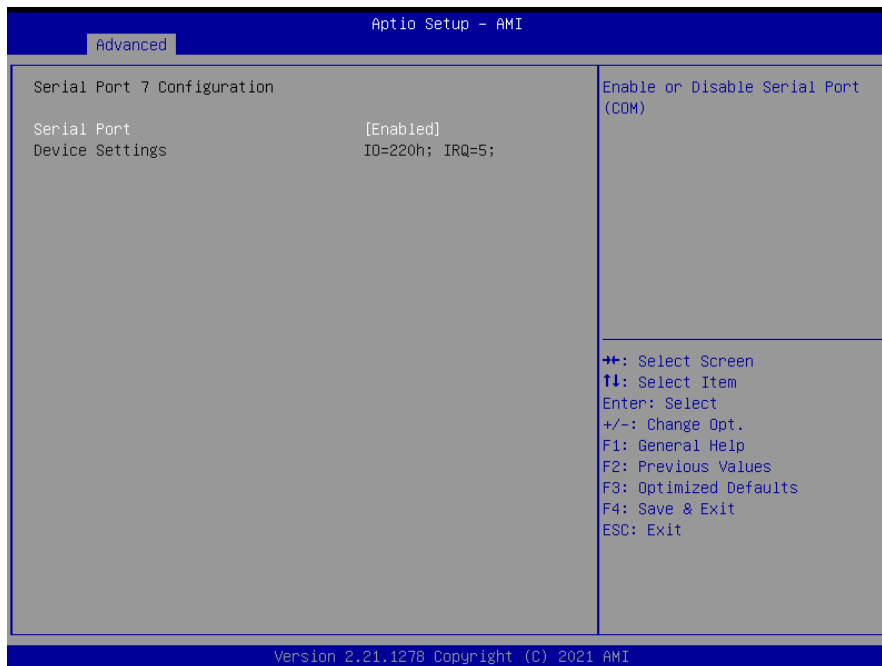 Aptio Setup - AMI
Advanced
Serial Port 7 Configuration
Serial Port [Enabled]
Device Settings IO=220h; IRQ=5;
Enable or Disable Serial Port
(COM)
→←: Select Screen
↑↓: Select Item
Enter: Select
+/-: Change Opt.
F1: General Help
F2: Previous Values
F3: Optimized Defaults
F4: Save & Exit
ESC: Exit
Version 2.21.1278 Copyright (C) 2021 AMI